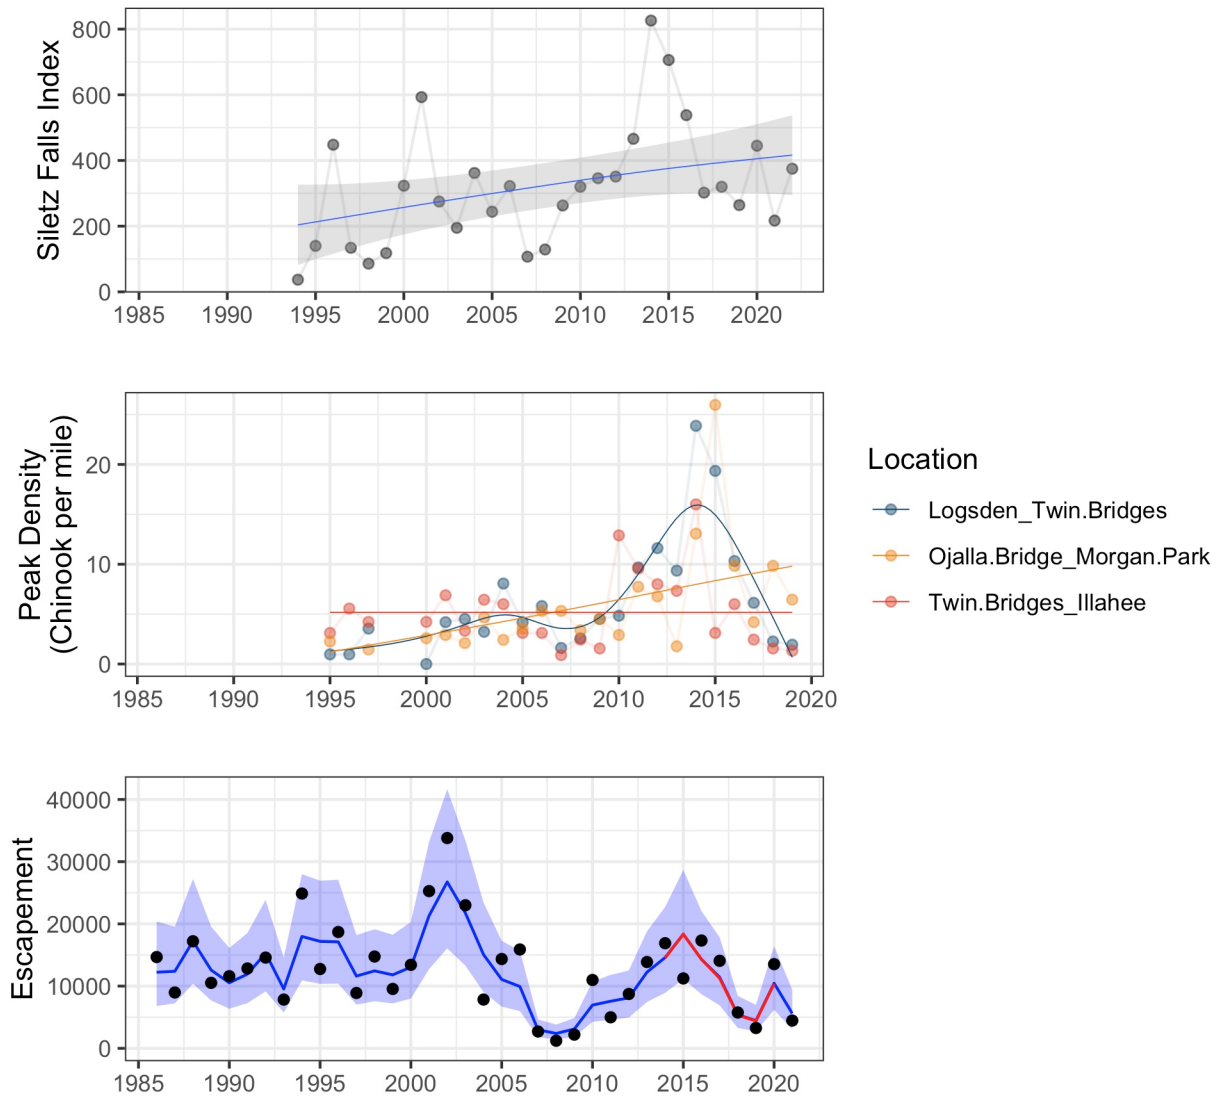 Siletz Falls Index
800
600
400
200
0
1985 1990 1995 2000 2005 2010 2015 2020
Peak Density
(Chinook per mile)
20
10
0
1985 1990 1995 2000 2005 2010 2015 2020
Location
Logsden_Twin.Bridges
Ojalla.Bridge_Morgan.Park
Twin.Bridges_Illahee
Escapement
40000
30000
20000
10000
0
1985 1990 1995 2000 2005 2010 2015 2020